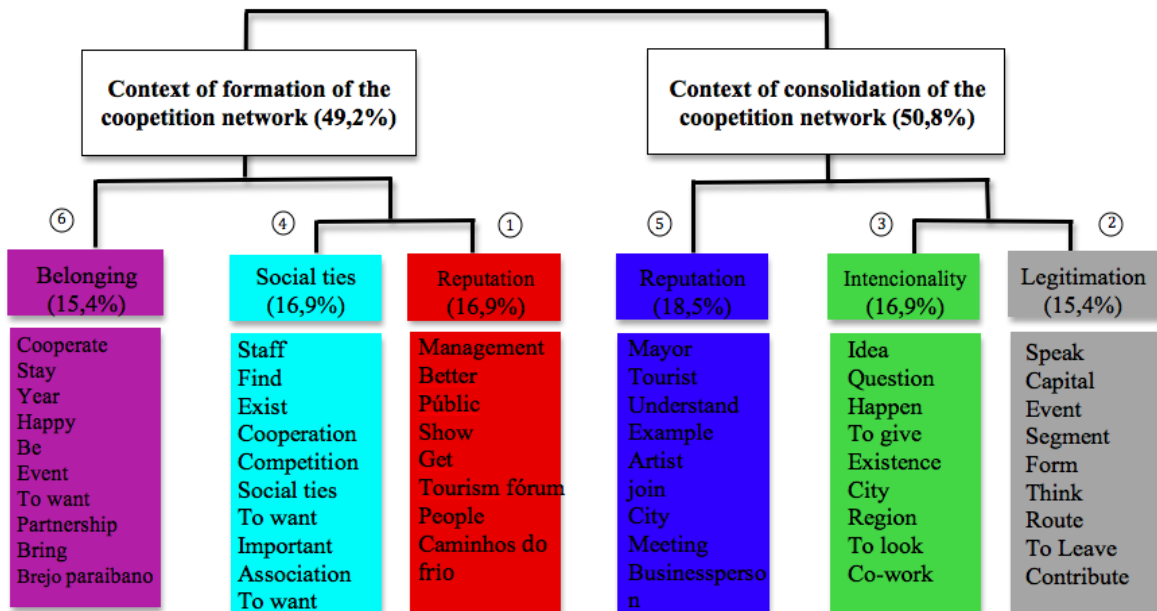 Context of formation of the
coopetition network (49,2%)
Context of consolidation of the
coopetition network (50,8%)
6
4
1
5
3
2
Belonging
(15,4%)
Cooperate
Stay
Year
Happy
Be
Event
To want
Partnership
Bring
Brejo paraibano
Social ties
(16,9%)
Staff
Find
Exist
Cooperation
Competition
Social ties
To want
Important
Association
To want
Reputation
(16,9%)
Management
Better
Públic
Show
Get
Tourism fórum
People
Caminhos do
frio
Reputation
(18,5%)
Mayor
Tourist
Understand
Example
Artist
join
City
Meeting
Businessperso
n
Intencionality
(16,9%)
Idea
Question
Happen
To give
Existence
City
Region
To look
Co-work
Legitimation
(15,4%)
Speak
Capital
Event
Segment
Form
Think
Route
To Leave
Contribute